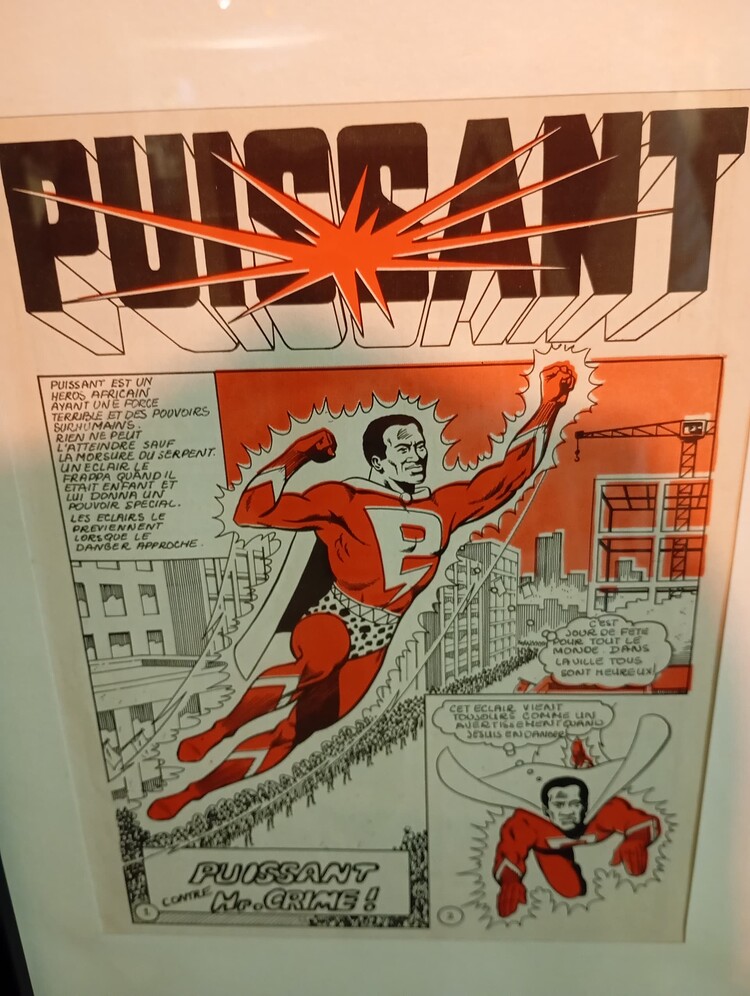 PUISSANT
PUISSANT EST UN
HEROS AFRICAIN
AYANT UNE FORCE
TERRIBLE ET DES POUVOIRS
SURHUMAINS.
RIEN NE PEUT
L'ATTEINDRE SAUF
LA MORSURE DU SERPENT.
UN ECLAIR LE
FRAPPA QUAND IL
ETAIT ENFANT ET
LUI DONNA UN
POUVOIR SPECIAL.
LES ECLAIRS LE
PREVIENNENT
LORSQUE LE
DANGER APPROCHE.
P
C'EST
JOUR DE FETE
POUR TOUT LE
MONDE. DANS
LA VILLE TOUS
SONT HEUREUX!
CET ECLAIR VIENT
TOUJOURS COMME UN
AVERTISSEMENT QUAND
JE SUIS EN DANGER!
PUISSANT
CONTRE Mr. CRIME!
1
2